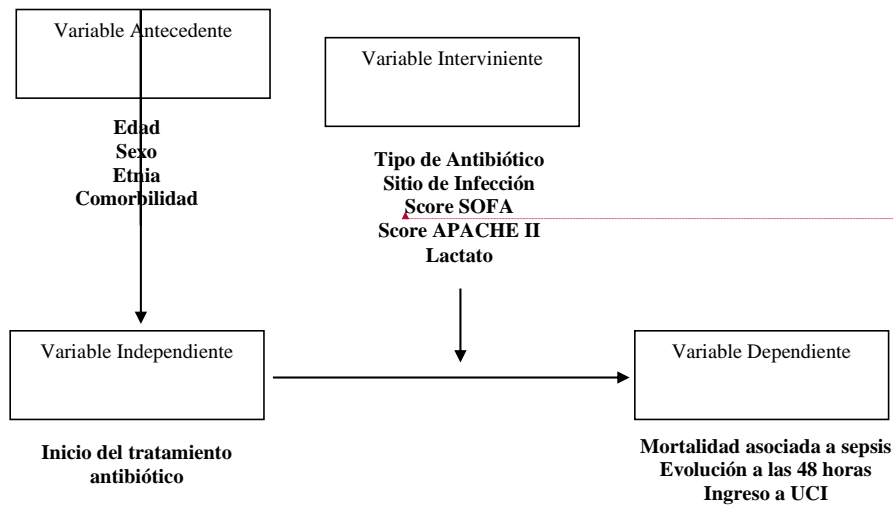 Variable Antecedente
Edad
Sexo
Etnia
Comorbilidad
Variable Interviniente
Tipo de Antibiótico
Sitio de Infección
Score SOFA
Score APACHE II
Lactato
Variable Independiente
Inicio del tratamiento
antibiótico
Variable Dependiente
Mortalidad asociada a sepsis
Evolución a las 48 horas
Ingreso a UCI